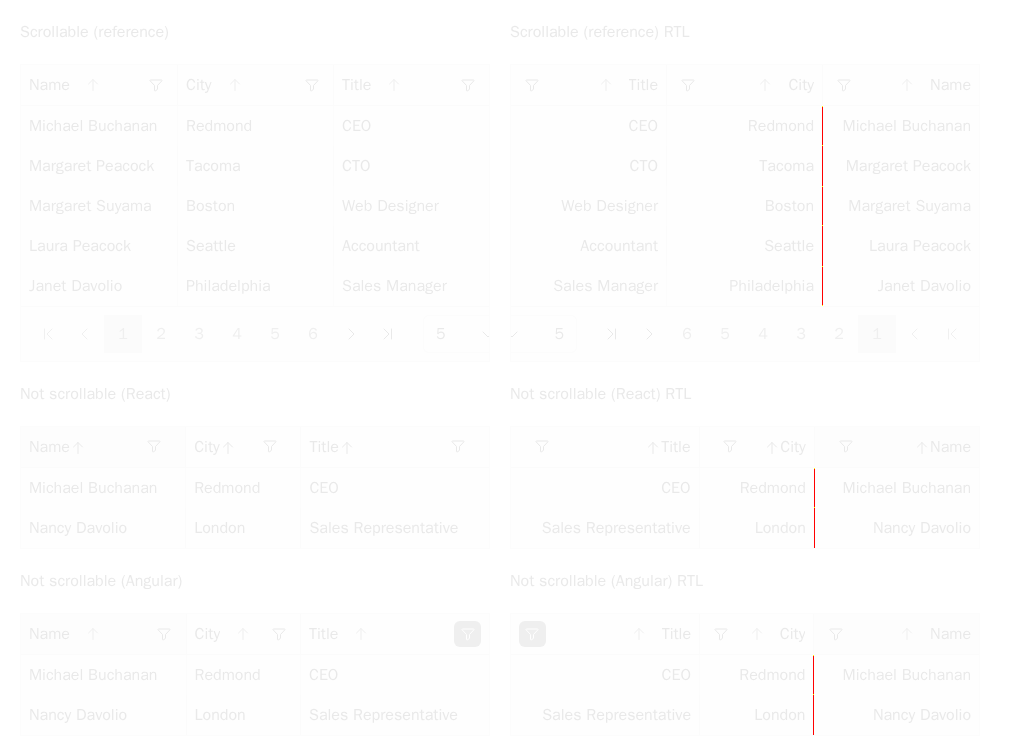 Scrollable (reference)
Name City Title
Michael Buchanan Redmond CEO
Margaret Peacock Tacoma CTO
Margaret Suyama Boston Web Designer
Laura Peacock Seattle Accountant
Janet Davolio Philadelphia Sales Manager
1 2 3 4 5 6 5
Scrollable (reference) RTL
Title City Name
CEO Redmond Michael Buchanan
CTO Tacoma Margaret Peacock
Web Designer Boston Margaret Suyama
Accountant Seattle Laura Peacock
Sales Manager Philadelphia Janet Davolio
5 6 5 4 3 2 1
Not scrollable (React)
Name City Title
Michael Buchanan Redmond CEO
Nancy Davolio London Sales Representative
Not scrollable (React) RTL
Title City Name
CEO Redmond Michael Buchanan
Sales Representative London Nancy Davolio
Not scrollable (Angular)
Name City Title
Michael Buchanan Redmond CEO
Nancy Davolio London Sales Representative
Not scrollable (Angular) RTL
Title City Name
CEO Redmond Michael Buchanan
Sales Representative London Nancy Davolio